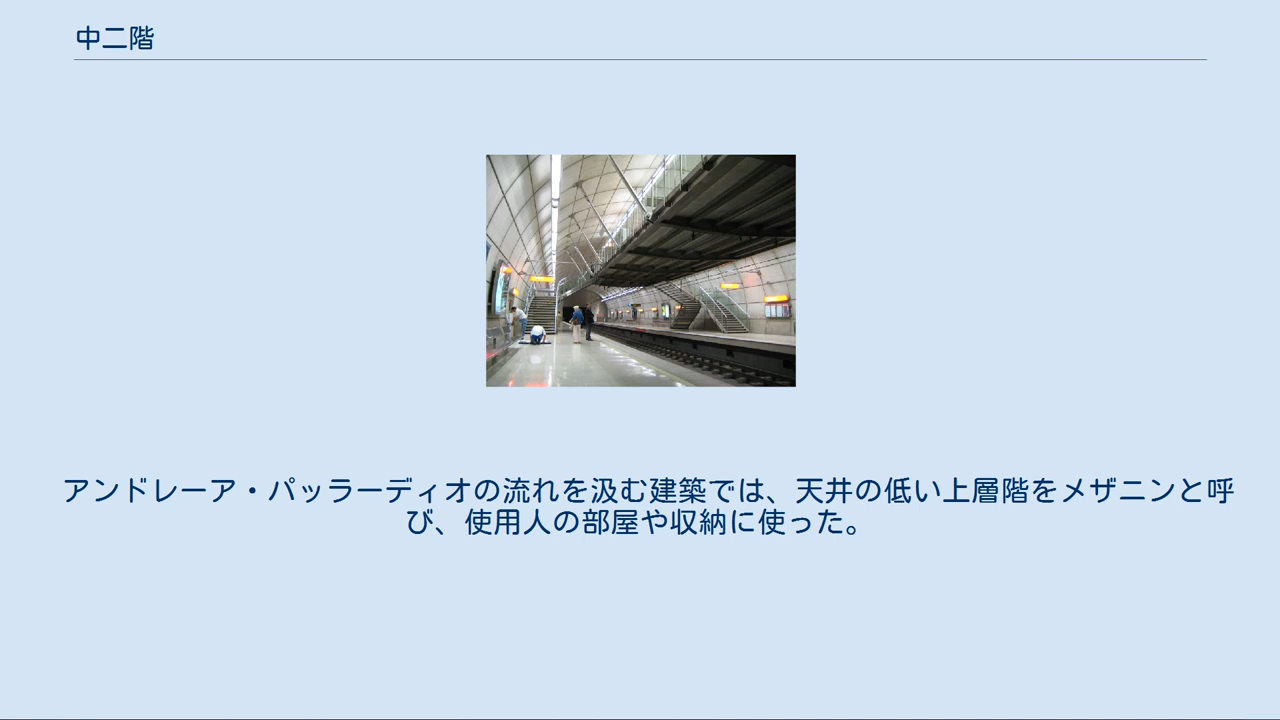 中二階
アンドレーア・パッラーディオの流れを汲む建築では、天井の低い上層階をメザニンと呼
び、使用人の部屋や収納に使った。